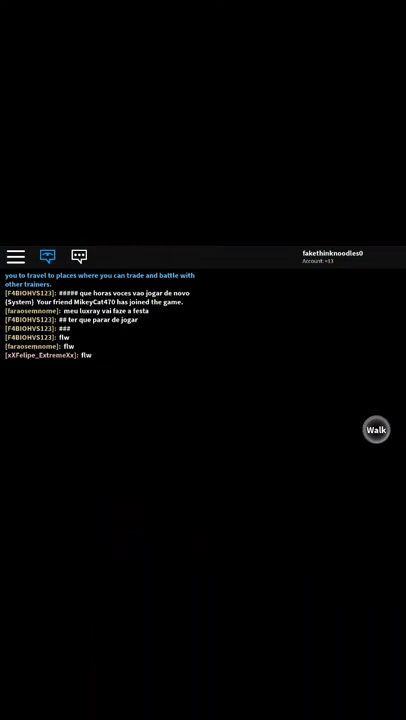 fakethinknoodles0
Account: <13
you to travel to places where you can trade and battle with
other trainers.
[F4BIOHVS123]: ##### que horas voces vao jogar de novo
{System} Your friend MikeyCat470 has joined the game.
[faraosemnome]: meu luxray vai faze a festa
[F4BIOHVS123]: ## ter que parar de jogar
[F4BIOHVS123]: ###
[F4BIOHVS123]: flw
[faraosemnome]: flw
[xXFelipe_ExtremeXx]: flw
Walk